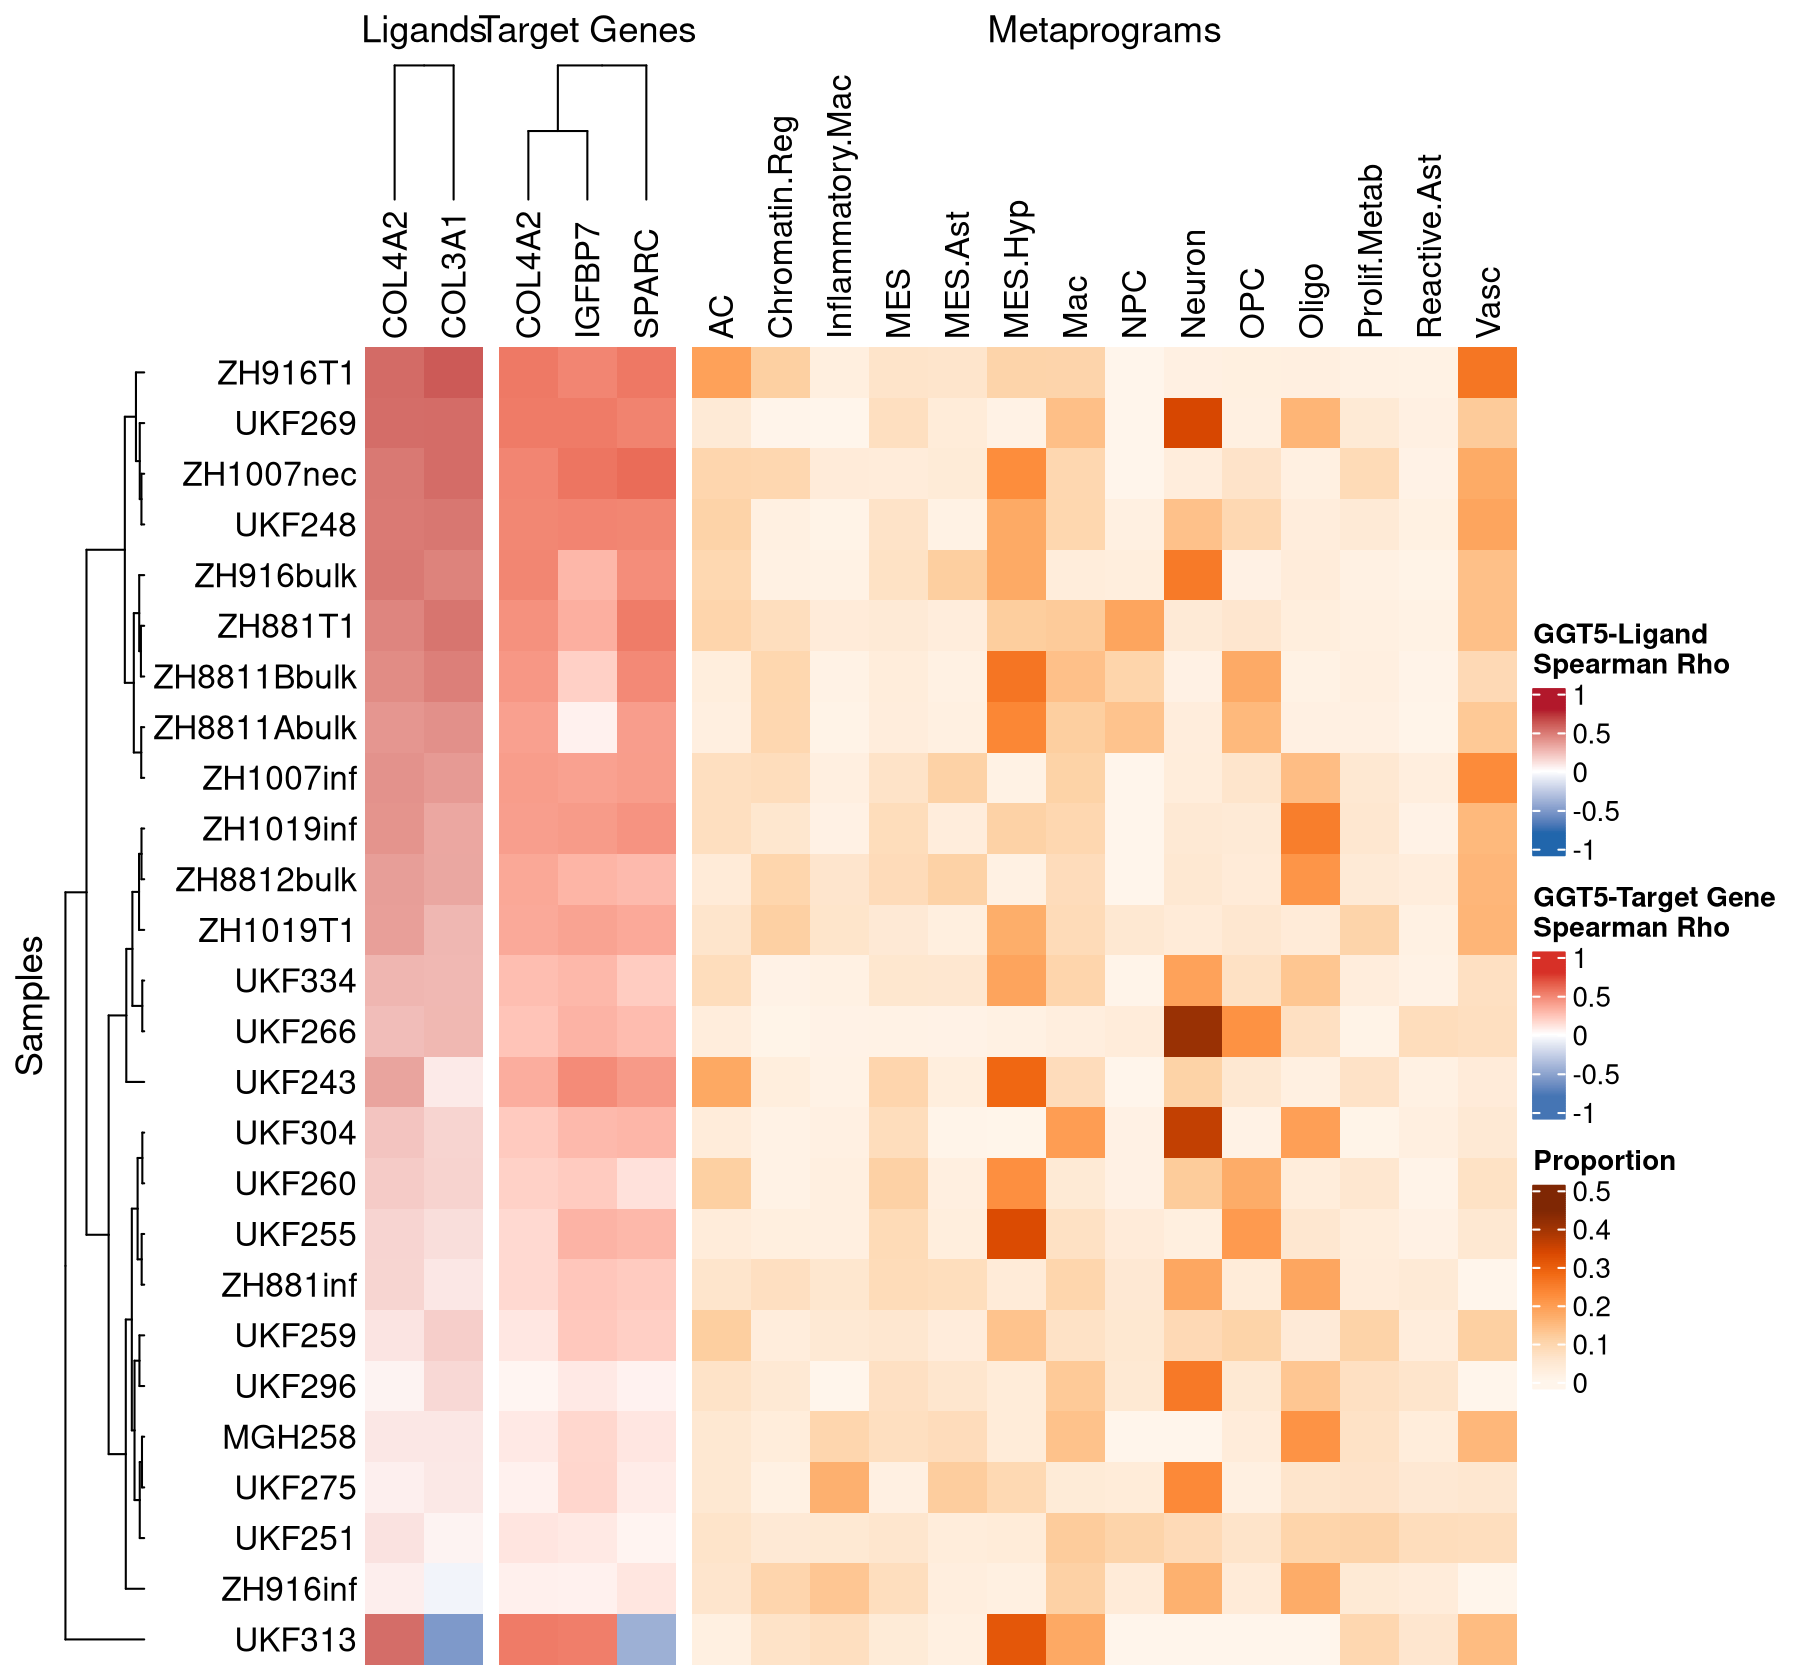 Ligands Target Genes Metaprograms
COL4A2
COL3A1
COL4A2
IGFBP7
SPARC
AC
Chromatin.Reg
Inflammatory.Mac
MES
MES.Ast
MES.Hyp
Mac
NPC
Neuron
OPC
Oligo
Prolif.Metab
Reactive.Ast
Vasc
Samples
ZH916T1
UKF269
ZH1007nec
UKF248
ZH916bulk
ZH881T1
ZH8811Bbulk
ZH8811Abulk
ZH1007inf
ZH1019inf
ZH8812bulk
ZH1019T1
UKF334
UKF266
UKF243
UKF304
UKF260
UKF255
ZH881inf
UKF259
UKF296
MGH258
UKF275
UKF251
ZH916inf
UKF313
GGT5-Ligand
Spearman Rho
1
0.5
0
-0.5
-1
GGT5-Target Gene
Spearman Rho
1
0.5
0
-0.5
-1
Proportion
0.5
0.4
0.3
0.2
0.1
0